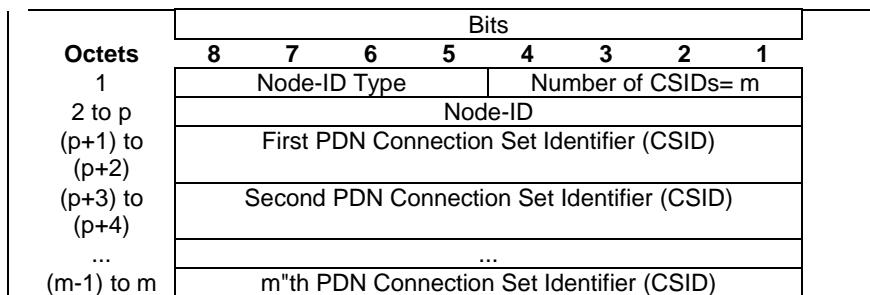 Bits
Octets 8 7 6 5 4 3 2 1
1 Node-ID Type Number of CSIDs= m
2 to p Node-ID
(p+1) to First PDN Connection Set Identifier (CSID)
(p+2)
(p+3) to Second PDN Connection Set Identifier (CSID)
(p+4)
... ...
(m-1) to m m"th PDN Connection Set Identifier (CSID)